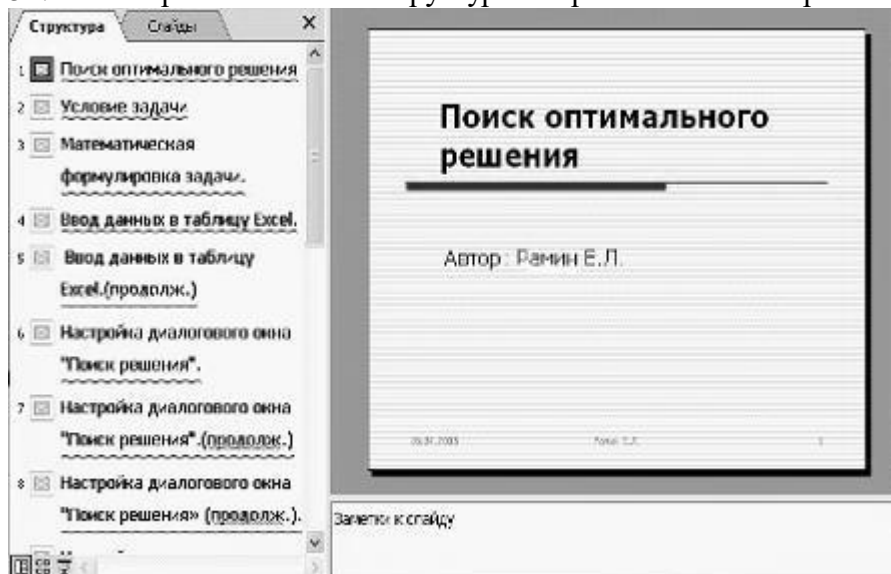 Структура Слайды
1 Поиск оптимального решения
2 Условие задачи
3 Математическая
формулировка задачи.
4 Ввод данных в таблицу Excel.
5 Ввод данных в таблицу
Excel.(продолж.)
6 Настройка диалогового окна
"Поиск решения".
7 Настройка диалогового окна
"Поиск решения".(продолж.)
8 Настройка диалогового окна
"Поиск решения» (продолж.).
Поиск оптимального
решения
Автор: Рамин Е.Л.
1
Заметки к слайду